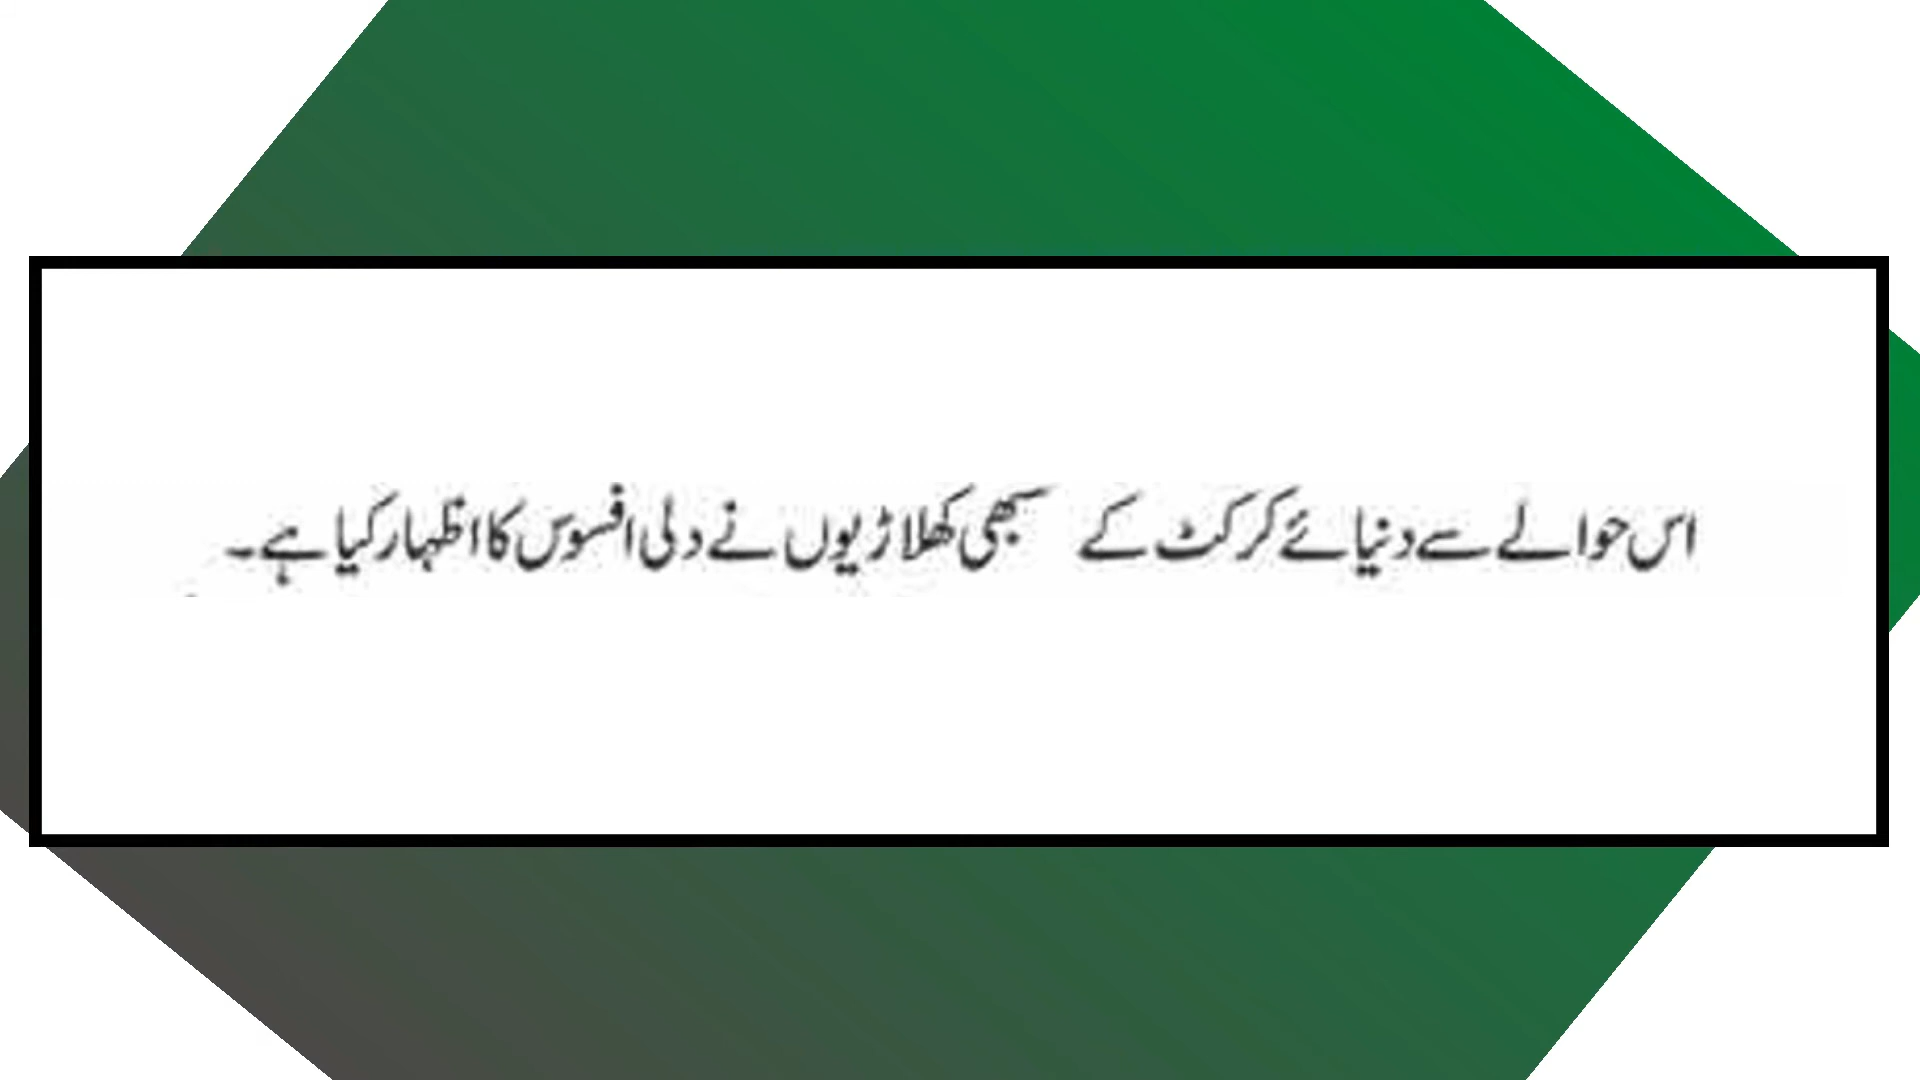 اس حوالے سے دنیائے کرکٹ کے سبھی کھلاڑیوں نے دلی افسوس کا اظہار کیا ہے۔